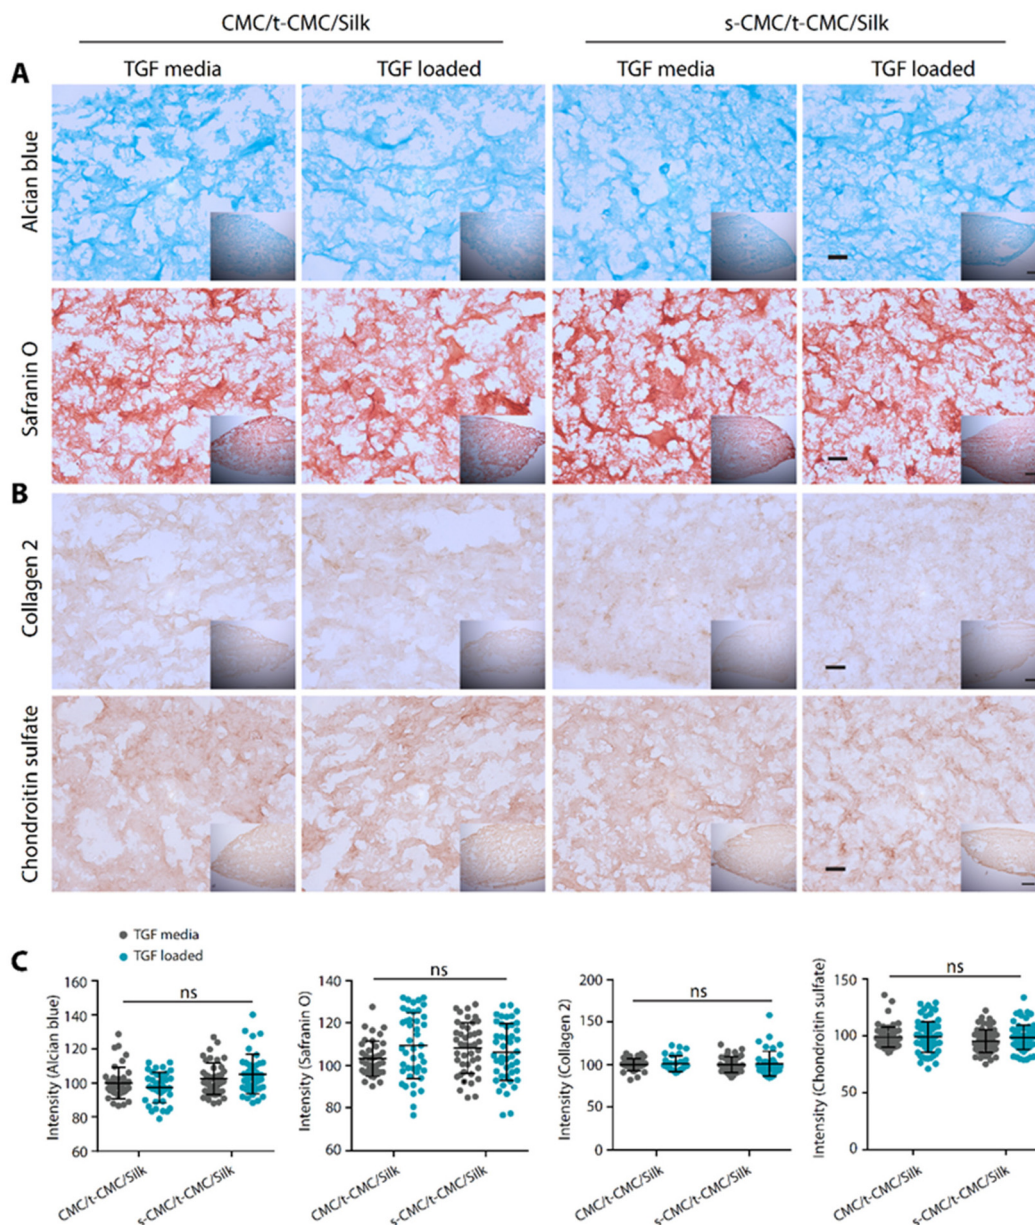 CMC/t-CMC/Silk s-CMC/t-CMC/Silk
A TGF media TGF loaded TGF media TGF loaded
Alcian blue
Safranin O
B
Collagen 2
Chondroitin sulfate
C
TGF media
TGF loaded
Intensity (Alcian blue)
160
140
120
100
80
60
ns
CMC/t-CMC/Silk
s-CMC/t-CMC/Silk
Intensity (Safranin O)
140
120
100
80
60
ns
CMC/t-CMC/Silk
s-CMC/t-CMC/Silk
Intensity (Collagen 2)
200
150
100
50
0
ns
CMC/t-CMC/Silk
s-CMC/t-CMC/Silk
Intensity (Chondroitin sulfate)
150
100
50
0
ns
CMC/t-CMC/Silk
s-CMC/t-CMC/Silk